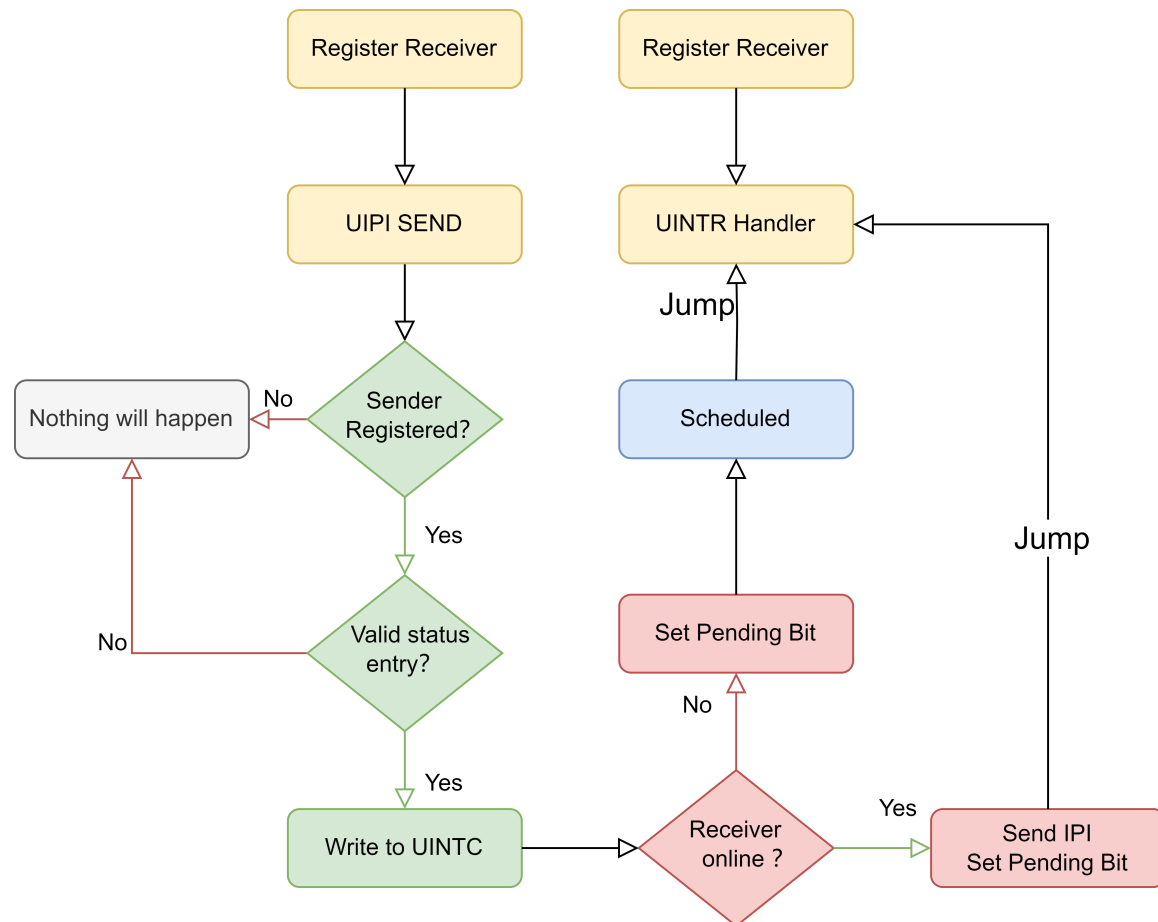 Register Receiver
Register Receiver
UIPI SEND
UINTR Handler
Jump
Nothing will happen
No
Sender
Registered?
Scheduled
Yes
Jump
No
Valid status
entry?
Set Pending Bit
No
Yes
Write to UINTC
Receiver
online ?
Yes
Send IPI
Set Pending Bit